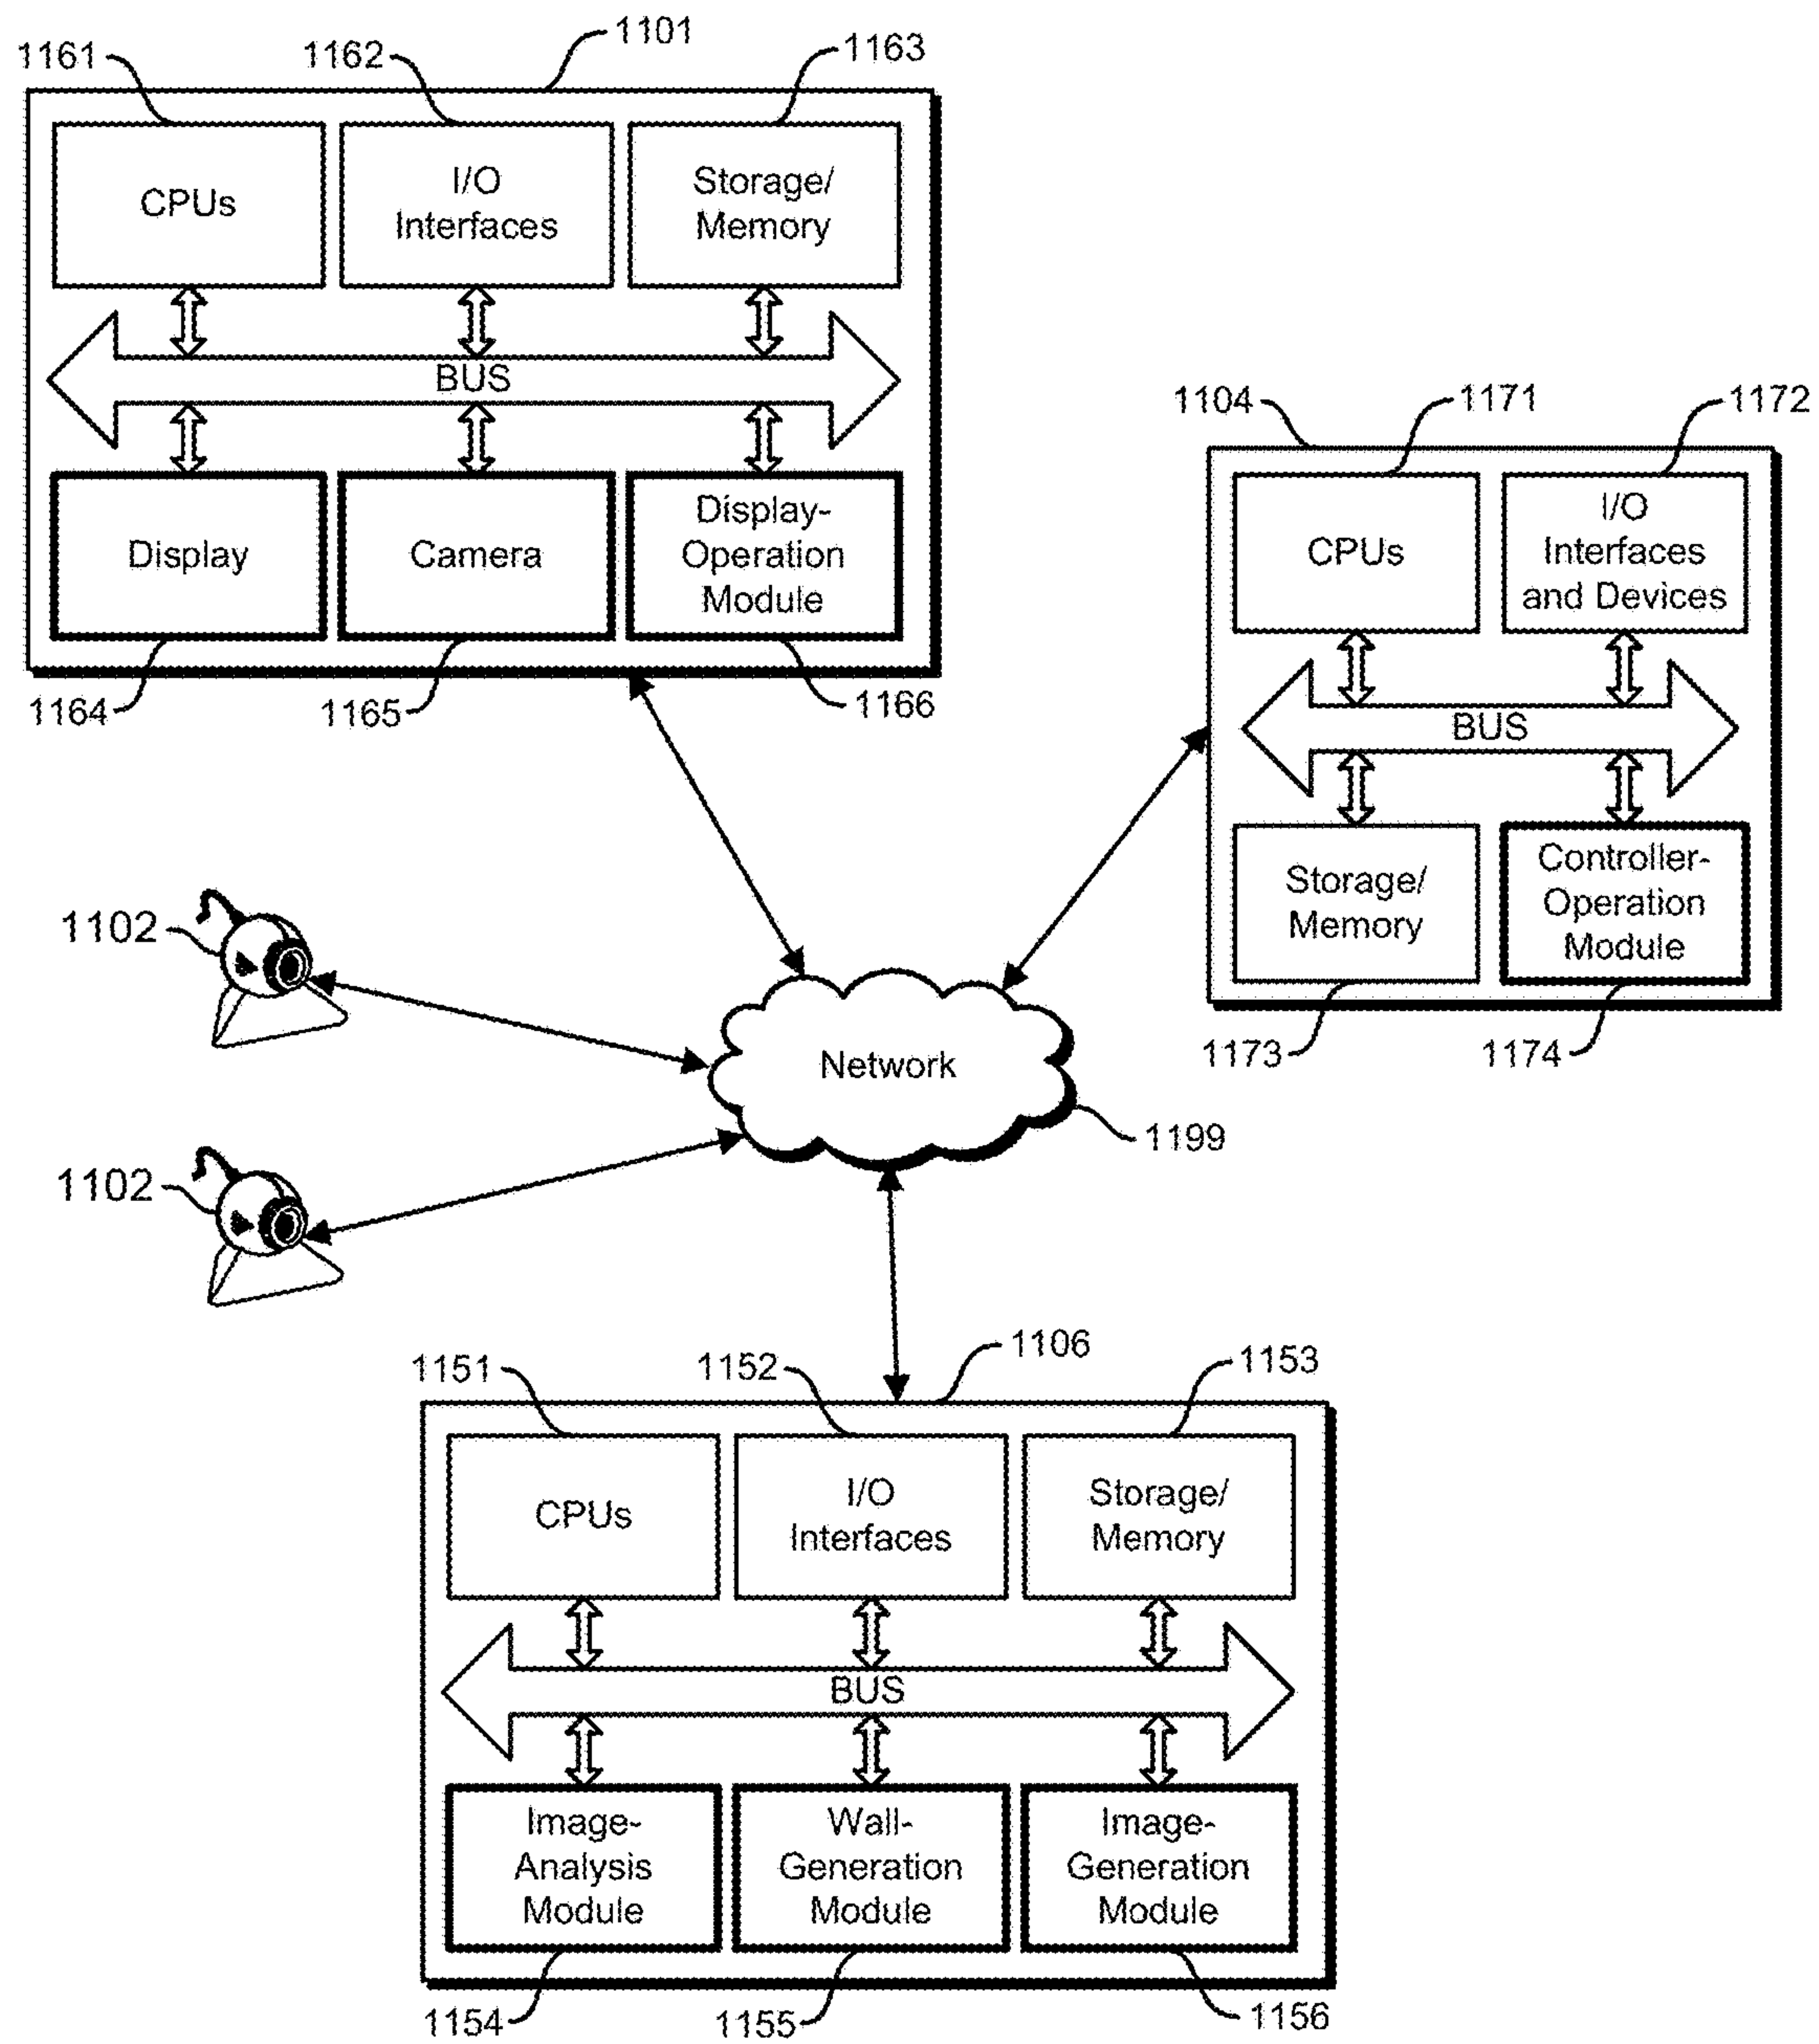 1101
1161
1162
1163
CPUs
I/O
Interfaces
Storage/
Memory
BUS
Display
Camera
Display-
Operation
Module
1164
1165
1166
1104
1171
1172
CPUs
I/O
Interfaces
and Devices
BUS
Storage/
Memory
Controller-
Operation
Module
1173
1174
1102
Network
1199
1102
1106
1151
1152
1153
CPUs
I/O
Interfaces
Storage/
Memory
BUS
Image-
Analysis
Module
Wall-
Generation
Module
Image-
Generation
Module
1154
1155
1156